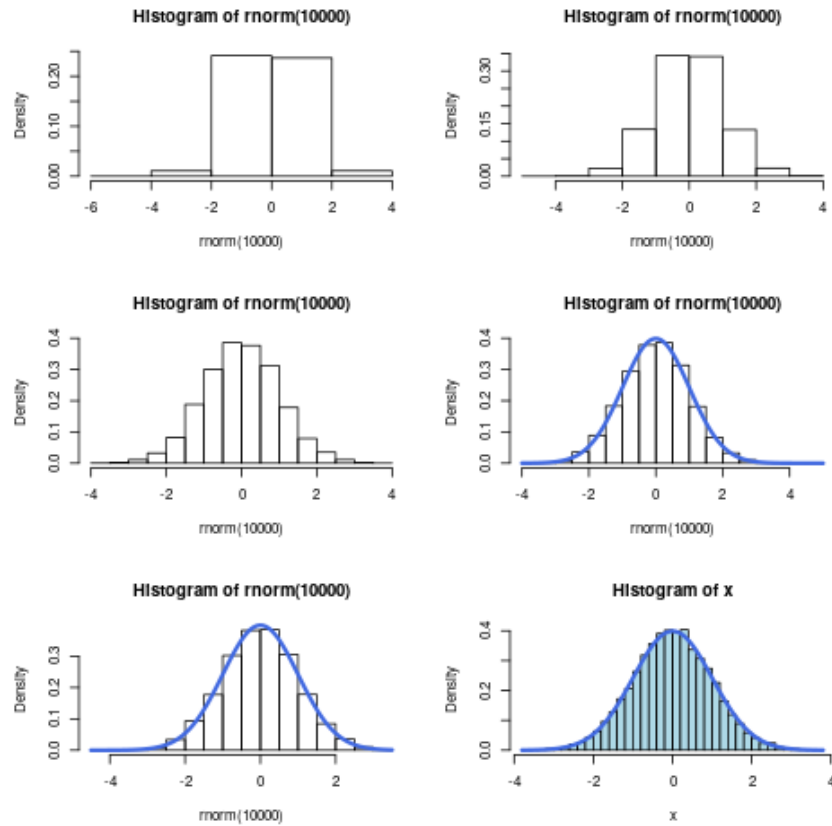 Histogram of rnorm(10000)
Density
0.00 0.10 0.20
-6 -4 -2 0 2 4
rnorm(10000)
Histogram of rnorm(10000)
Density
0.00 0.15 0.30
-4 -2 0 2 4
rnorm(10000)
Histogram of rnorm(10000)
Density
0.0 0.1 0.2 0.3 0.4
-4 -2 0 2 4
rnorm(10000)
Histogram of rnorm(10000)
Density
0.0 0.1 0.2 0.3 0.4
-4 -2 0 2 4
rnorm(10000)
Histogram of rnorm(10000)
Density
0.0 0.1 0.2 0.3
-4 -2 0 2
rnorm(10000)
Histogram of x
Density
0.0 0.2 0.4
-4 -2 0 2 4
x